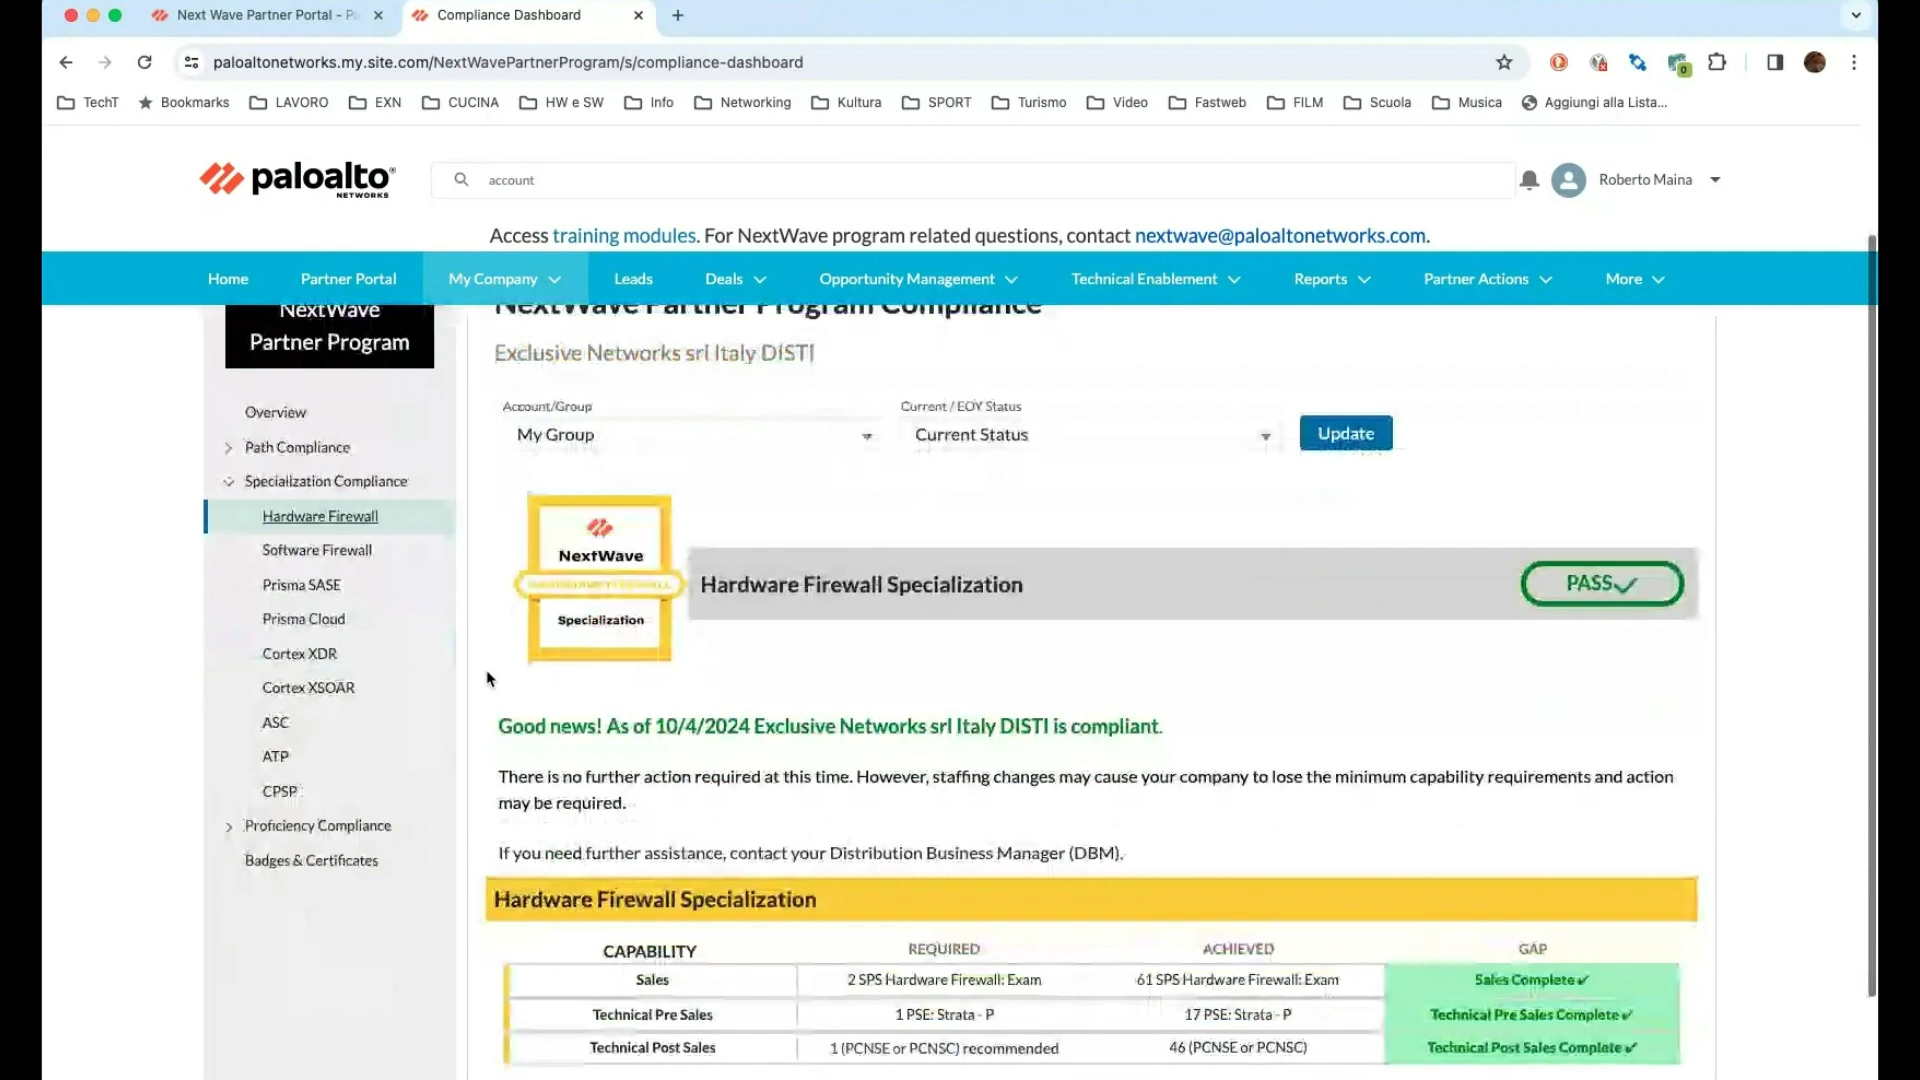 Next Wave Partner Portal - Pa
Compliance Dashboard
paloaltonetworks.my.site.com/NextWavePartnerProgram/s/compliance-dashboard
0
TechT Bookmarks LAVORO EXN CUCINA HW e SW Info Networking Kultura SPORT Turismo Video Fastweb FILM Scuola Musica Aggiungi alla Lista...
paloalto®
NETWORKS
account
Roberto Maina
Access training modules. For NextWave program related questions, contact nextwave@paloaltonetworks.com.
Home Partner Portal My Company Leads Deals Opportunity Management Technical Enablement Reports Partner Actions More
NextWave
Partner Program
NextWave Partner Program Compliance
Exclusive Networks srl Italy DISTI
Overview
Path Compliance
Specialization Compliance
Hardware Firewall
Software Firewall
Prisma SASE
Prisma Cloud
Cortex XDR
Cortex XSOAR
ASC
ATP
CPSP
Proficiency Compliance
Badges & Certificates
Account/Group
My Group
Current / EOY Status
Current Status
Update
NextWave
Specialization
Hardware Firewall Specialization
PASS✓
Good news! As of 10/4/2024 Exclusive Networks srl Italy DISTI is compliant.
There is no further action required at this time. However, staffing changes may cause your company to lose the minimum capability requirements and action
may be required.
If you need further assistance, contact your Distribution Business Manager (DBM).
Hardware Firewall Specialization
CAPABILITY REQUIRED ACHIEVED GAP
Sales 2 SPS Hardware Firewall: Exam 61 SPS Hardware Firewall: Exam Sales Complete ✔
Technical Pre Sales 1 PSE: Strata - P 17 PSE: Strata - P Technical Pre Sales Complete ✔
Technical Post Sales 1 (PCNSE or PCNSC) recommended 46 (PCNSE or PCNSC) Technical Post Sales Complete ✔